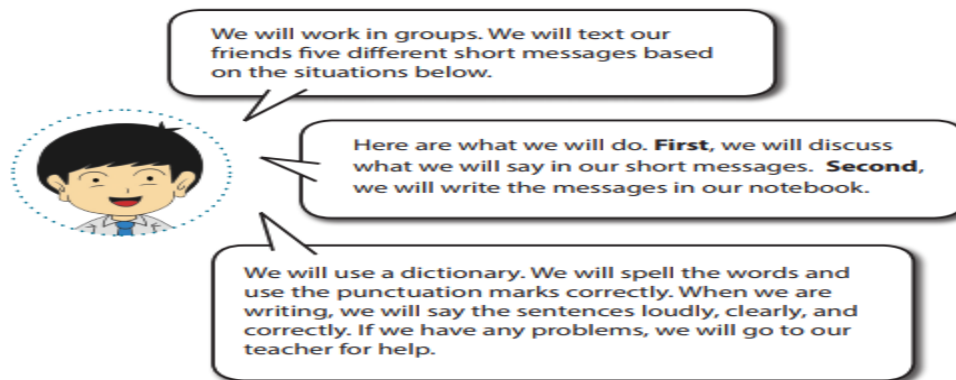 We will work in groups. We will text our
friends five different short messages based
on the situations below.
Here are what we will do. First, we will discuss
what we will say in our short messages. Second,
we will write the messages in our notebook.
We will use a dictionary. We will spell the words and
use the punctuation marks correctly. When we are
writing, we will say the sentences loudly, clearly, and
correctly. If we have any problems, we will go to our
teacher for help.